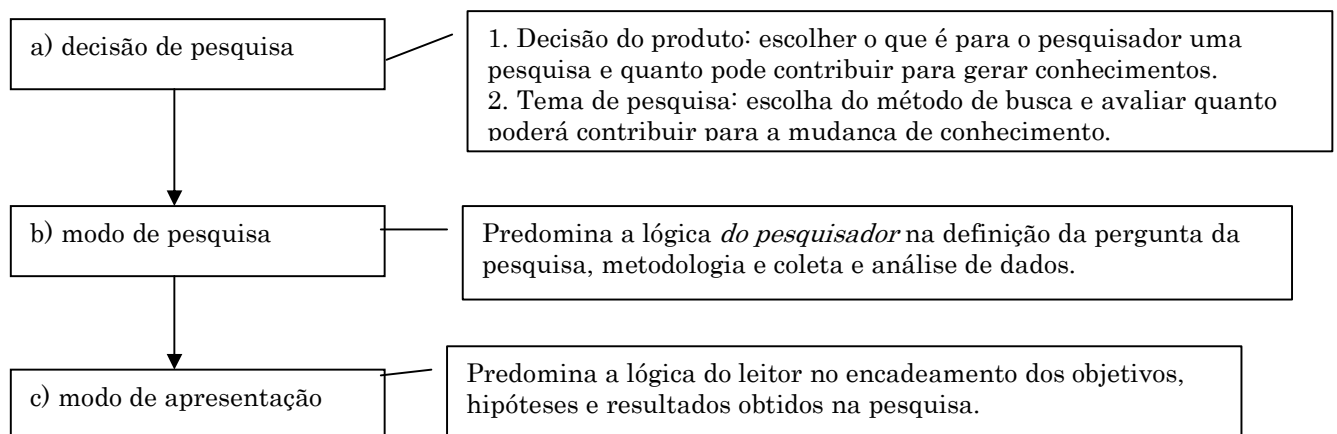 a) decisão de pesquisa
1. Decisão do produto: escolher o que é para o pesquisador uma
pesquisa e quanto pode contribuir para gerar conhecimentos.
2. Tema de pesquisa: escolha do método de busca e avaliar quanto
poderá contribuir para a mudança de conhecimento.
b) modo de pesquisa
Predomina a lógica do pesquisador na definição da pergunta da
pesquisa, metodologia e coleta e análise de dados.
c) modo de apresentação
Predomina a lógica do leitor no encadeamento dos objetivos,
hipóteses e resultados obtidos na pesquisa.